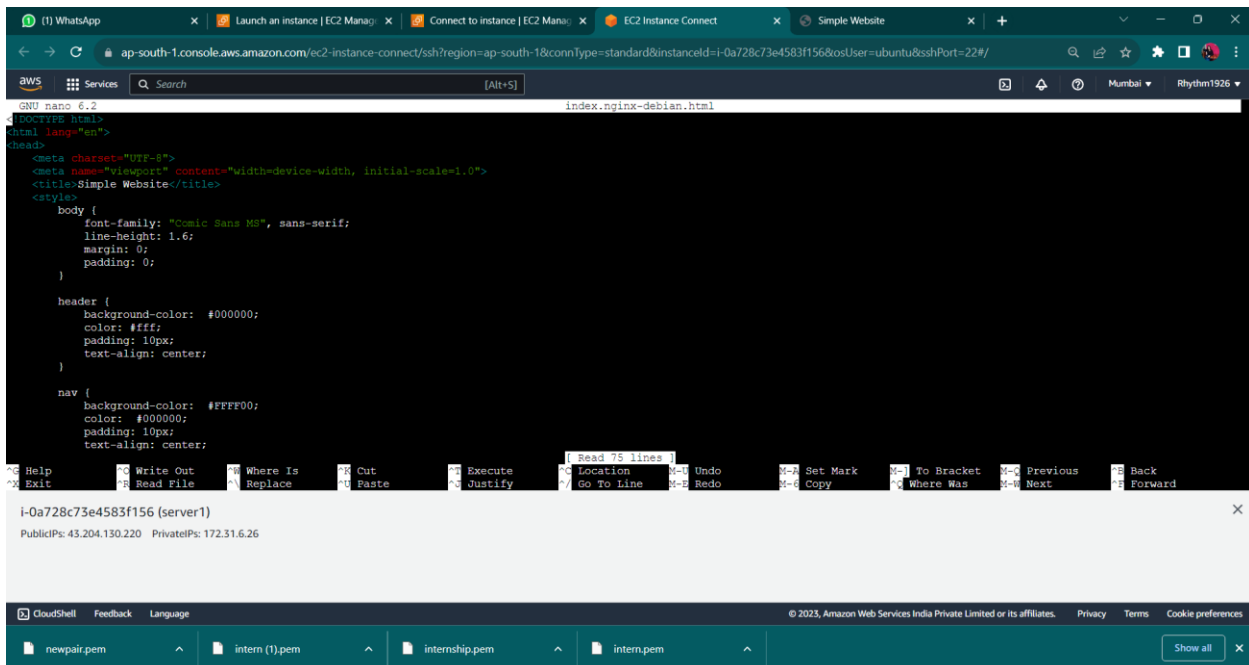 (1) WhatsApp
Launch an instance | EC2 Manag
Connect to instance | EC2 Manag
EC2 Instance Connect
Simple Website
ap-south-1.console.aws.amazon.com/ec2-instance-connect/ssh?region=ap-south-1&connType=standard&instanceId=i-0a728c73e4583f156&osUser=ubuntu&sshPort=22#/
aws Services Search [Alt+S] Mumbai Rhythm1926
GNU nano 6.2 index.nginx-debian.html
<!DOCTYPE html>
<html lang="en">
<head>
<meta charset="UTF-8">
<meta name="viewport" content="width=device-width, initial-scale=1.0">
<title>Simple Website</title>
<style>
body {
font-family: "Comic Sans MS", sans-serif;
line-height: 1.6;
margin: 0;
padding: 0;
}
header {
background-color: #000000;
color: #fff;
padding: 10px;
text-align: center;
}
nav {
background-color: #FFFF00;
color: #000000;
padding: 10px;
text-align: center;
[ Read 75 lines ]
^G Help ^O Write Out ^W Where Is ^K Cut ^T Execute ^C Location M-U Undo M-A Set Mark M-] To Bracket M-Q Previous ^B Back
^X Exit ^R Read File ^\ Replace ^U Paste ^J Justify ^/ Go To Line M-E Redo M-6 Copy ^Q Where Was M-W Next ^F Forward
i-0a728c73e4583f156 (server1)
PublicIPs: 43.204.130.220 PrivateIPs: 172.31.6.26
CloudShell Feedback Language © 2023, Amazon Web Services India Private Limited or its affiliates. Privacy Terms Cookie preferences
newpair.pem intern (1).pem internship.pem intern.pem Show all